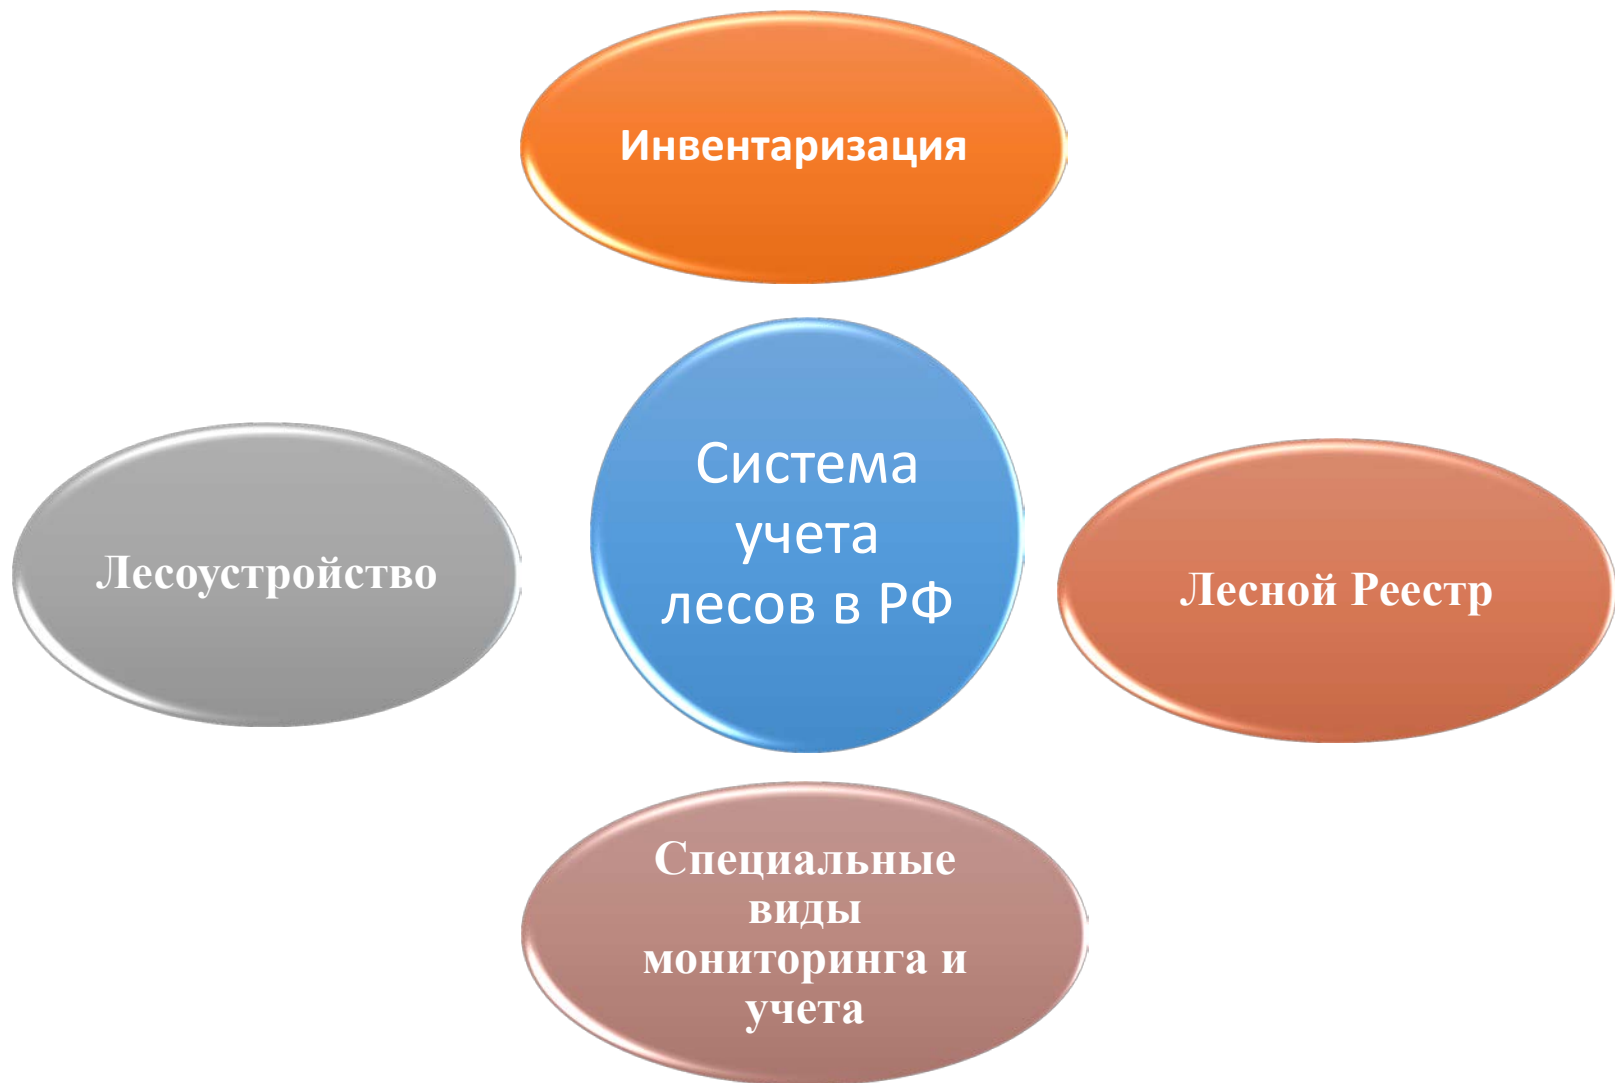 Инвентаризация
Система
учета
лесов в РФ
Лесоустройство
Лесной Реестр
Специальные
виды
мониторинга и
учета